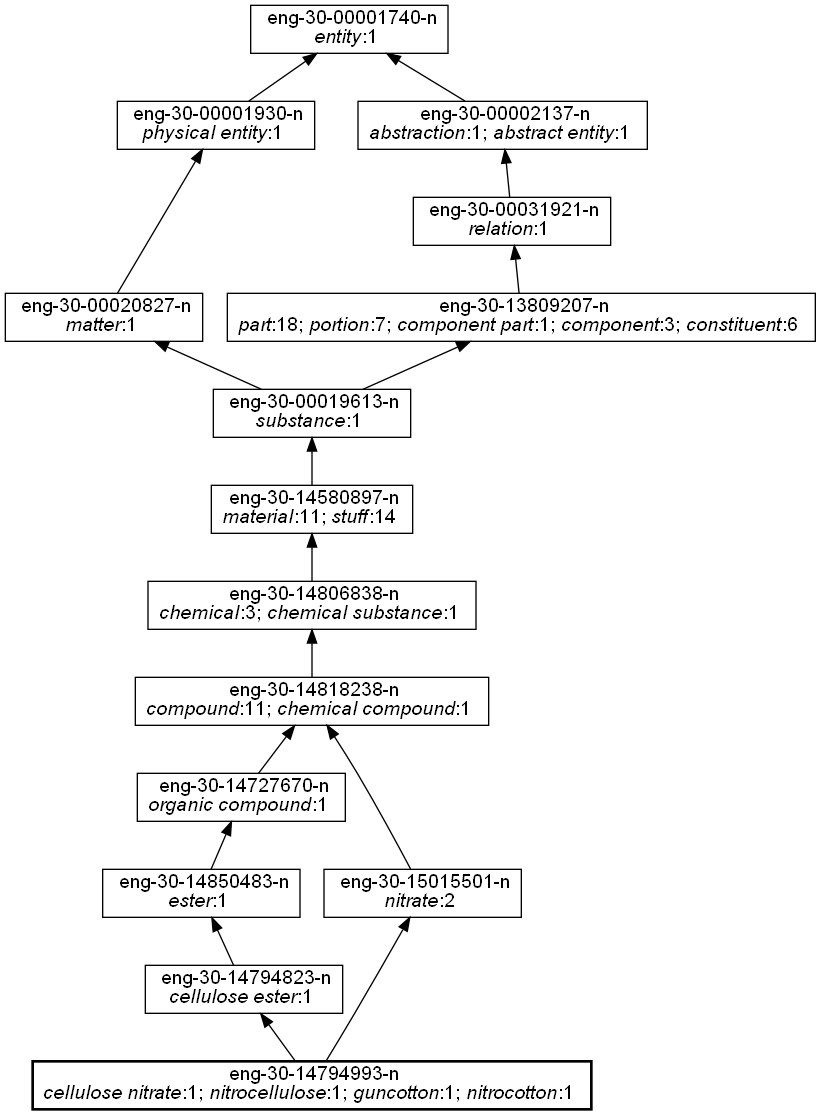 eng-30-00001740-n
entity:1
eng-30-00001930-n
physical entity:1
eng-30-00002137-n
abstraction:1; abstract entity:1
eng-30-00031921-n
relation:1
eng-30-00020827-n
matter:1
eng-30-13809207-n
part:18; portion:7; component part:1; component:3; constituent:6
eng-30-00019613-n
substance:1
eng-30-14580897-n
material:11; stuff:14
eng-30-14806838-n
chemical:3; chemical substance:1
eng-30-14818238-n
compound:11; chemical compound:1
eng-30-14727670-n
organic compound:1
eng-30-14850483-n
ester:1
eng-30-15015501-n
nitrate:2
eng-30-14794823-n
cellulose ester:1
eng-30-14794993-n
cellulose nitrate:1; nitrocellulose:1; guncotton:1; nitrocotton:1